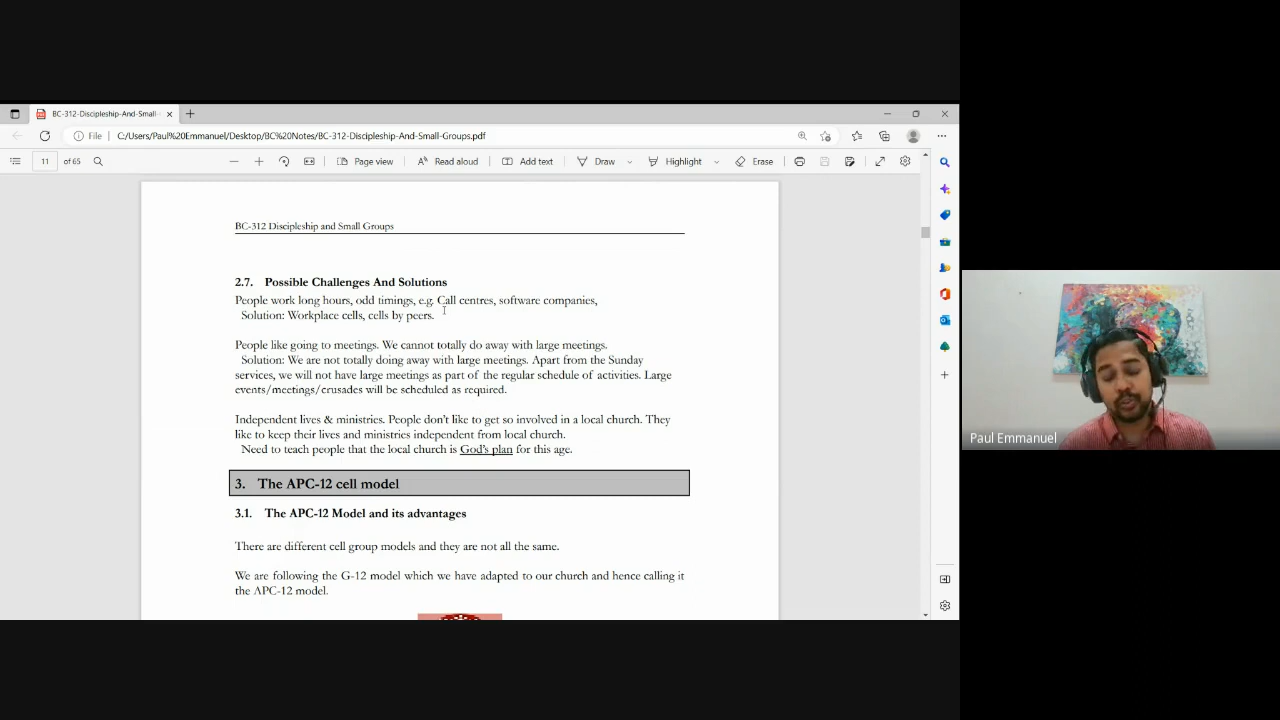 BC-312-Discipleship-And-Small-
File
C:/Users/Paul%20Emmanuel/Desktop/BC%20Notes/BC-312-Discipleship-And-Small-Groups.pdf
11 of 65
Page view
Read aloud
Add text
Draw
Highlight
Erase
BC-312 Discipleship and Small Groups
2.7. Possible Challenges And Solutions
People work long hours, odd timings, e.g. Call centres, software companies,
Solution: Workplace cells, cells by peers.
People like going to meetings. We cannot totally do away with large meetings.
Solution: We are not totally doing away with large meetings. Apart from the Sunday
services, we will not have large meetings as part of the regular schedule of activities. Large
events/meetings/crusades will be scheduled as required.
Independent lives & ministries. People don't like to get so involved in a local church. They
like to keep their lives and ministries independent from local church.
Need to teach people that the local church is God's plan for this age.
3. The APC-12 cell model
3.1. The APC-12 Model and its advantages
There are different cell group models and they are not all the same.
We are following the G-12 model which we have adapted to our church and hence calling it
the APC-12 model.
Paul Emmanuel